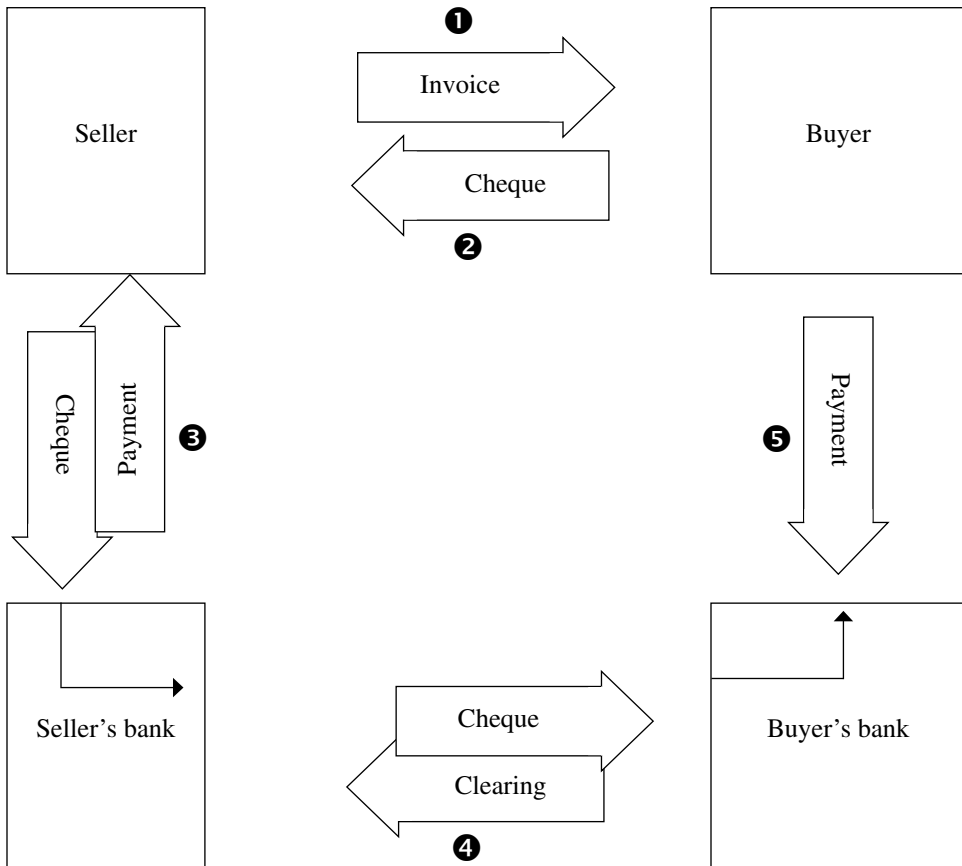 ❶
Invoice
Seller
Buyer
Cheque
❷
Cheque
Payment
❸
❺
Payment
Cheque
Seller’s bank
Buyer’s bank
Clearing
❹